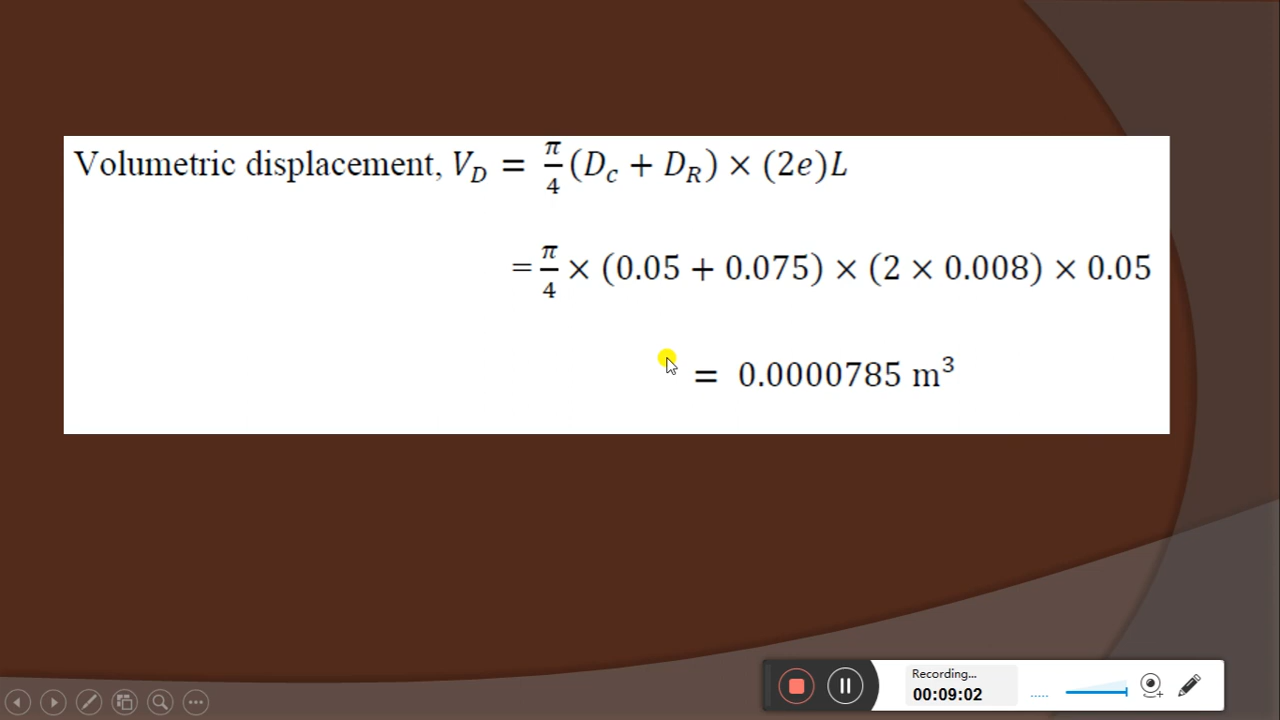 Volumetric displacement, V_D = π/4 (D_c + D_R) × (2e)L
= π/4 × (0.05 + 0.075) × (2 × 0.008) × 0.05
= 0.0000785 m³
Recording...
00:09:02